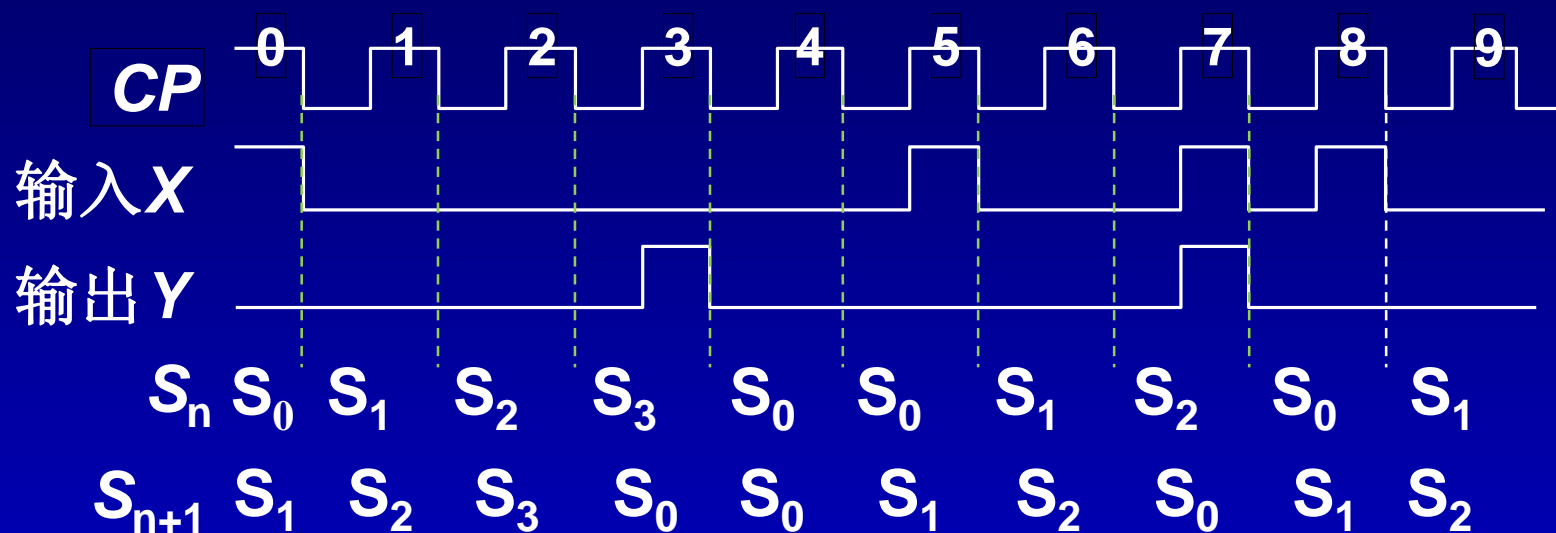 0 1 2 3 4 5 6 7 8 9
CP
输入X
输出Y
Sn S0 S1 S2 S3 S0 S0 S1 S2 S0 S1
Sn+1 S1 S2 S3 S0 S0 S1 S2 S0 S1 S2